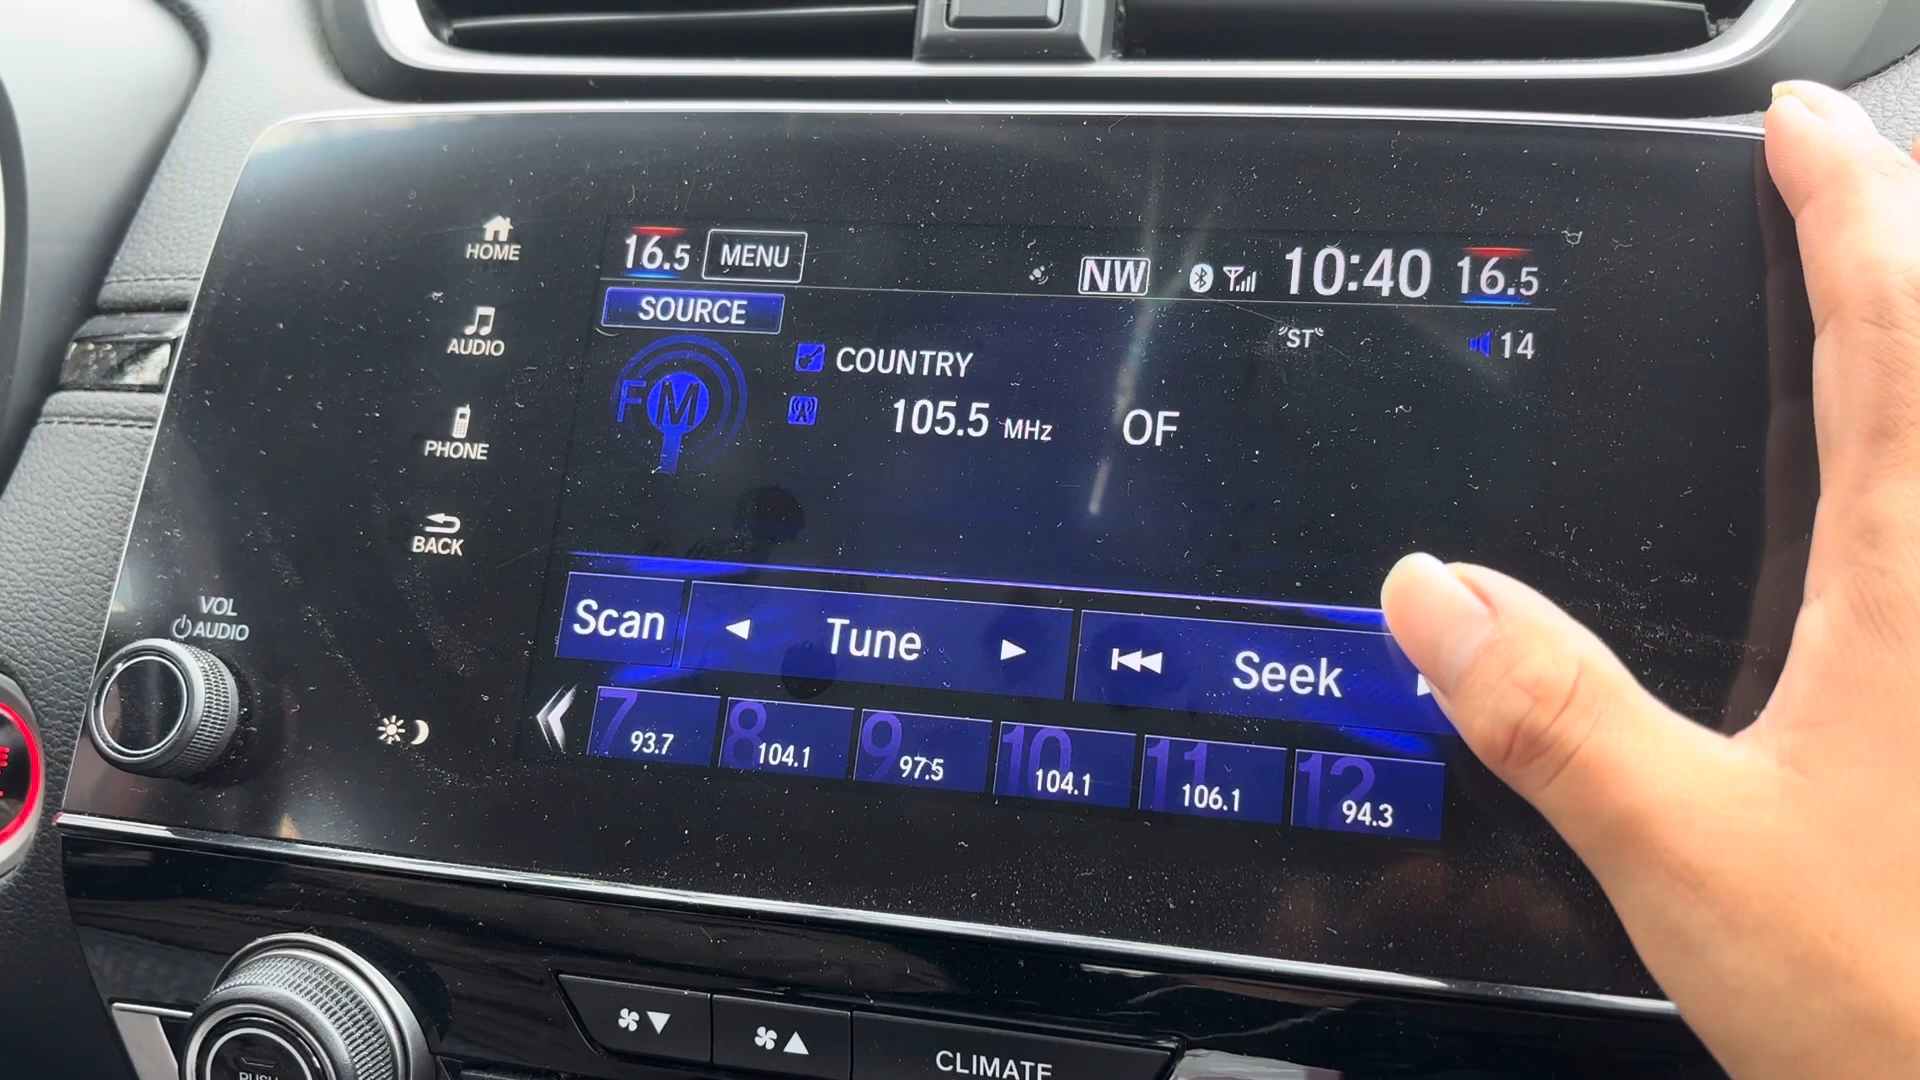 HOME
AUDIO
PHONE
BACK
VOL
AUDIO
16.5
MENU
NW
10:40
16.5
SOURCE
"ST"
14
FM
COUNTRY
105.5 MHz
OF
Scan
Tune
Seek
7 93.7
8 104.1
9 97.5
10 104.1
11 106.1
12 94.3
CLIMATE
PUSH